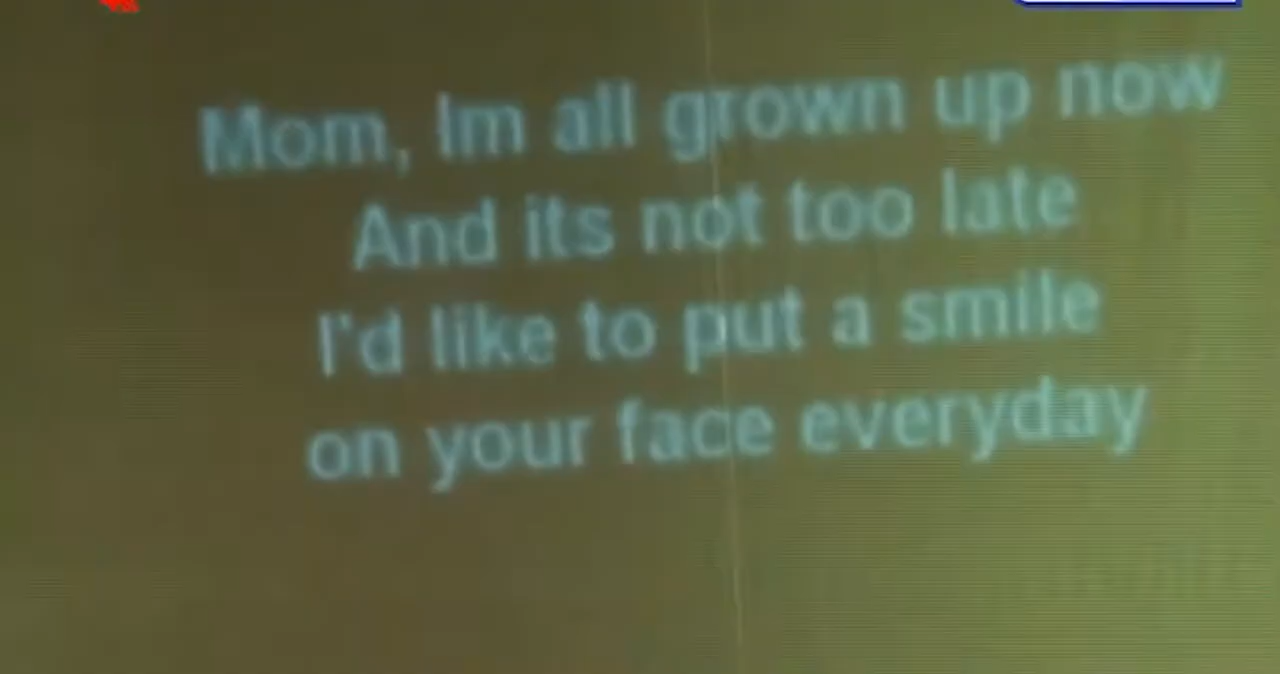 Mom, Im all grown up now
And its not too late
I'd like to put a smile
on your face everyday